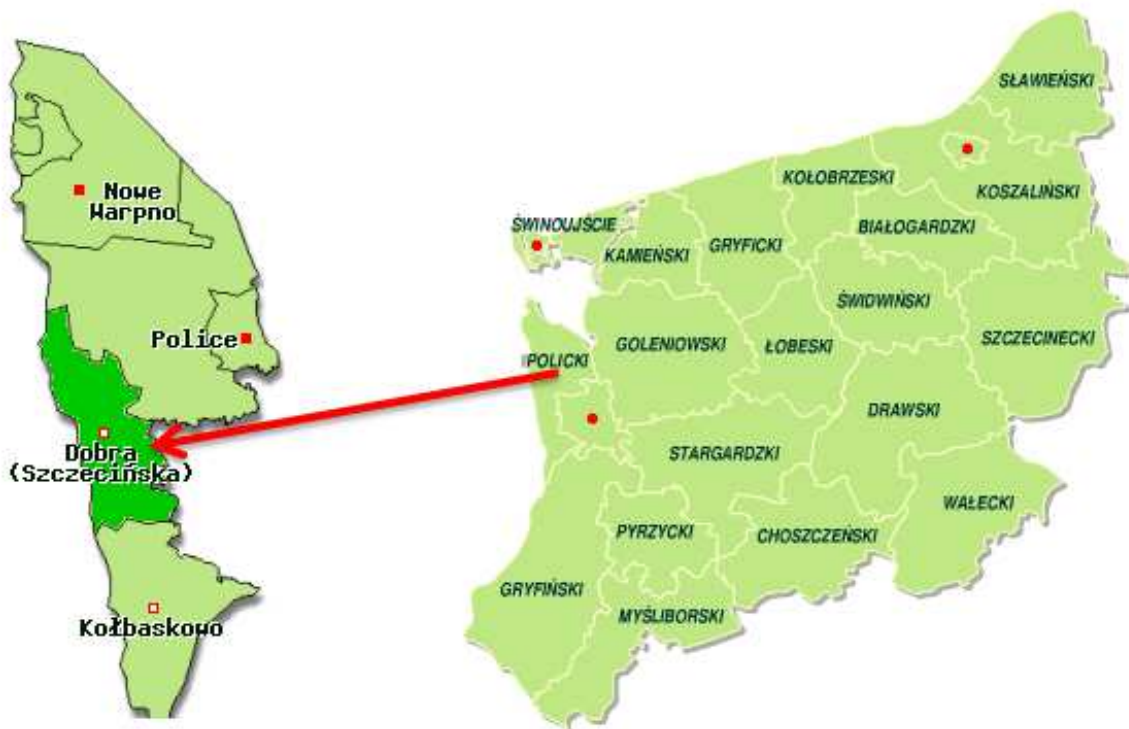 Nowe
Warpno
Police
Dobra
(Szczecińska)
Kołbaskowo
SŁAWIEŃSKI
KOSZALIŃSKI
KOŁOBRZESKI
BIAŁOGARDZKI
ŚWINOUJŚCIE
KAMIEŃSKI
GRYFICKI
ŚWIDWIŃSKI
SZCZECINECKI
POLICKI
GOLENIOWSKI
ŁOBESKI
DRAWSKI
STARGARDZKI
WAŁECKI
PYRZYCKI
CHOSZCZEŃSKI
GRYFIŃSKI
MYŚLIBORSKI